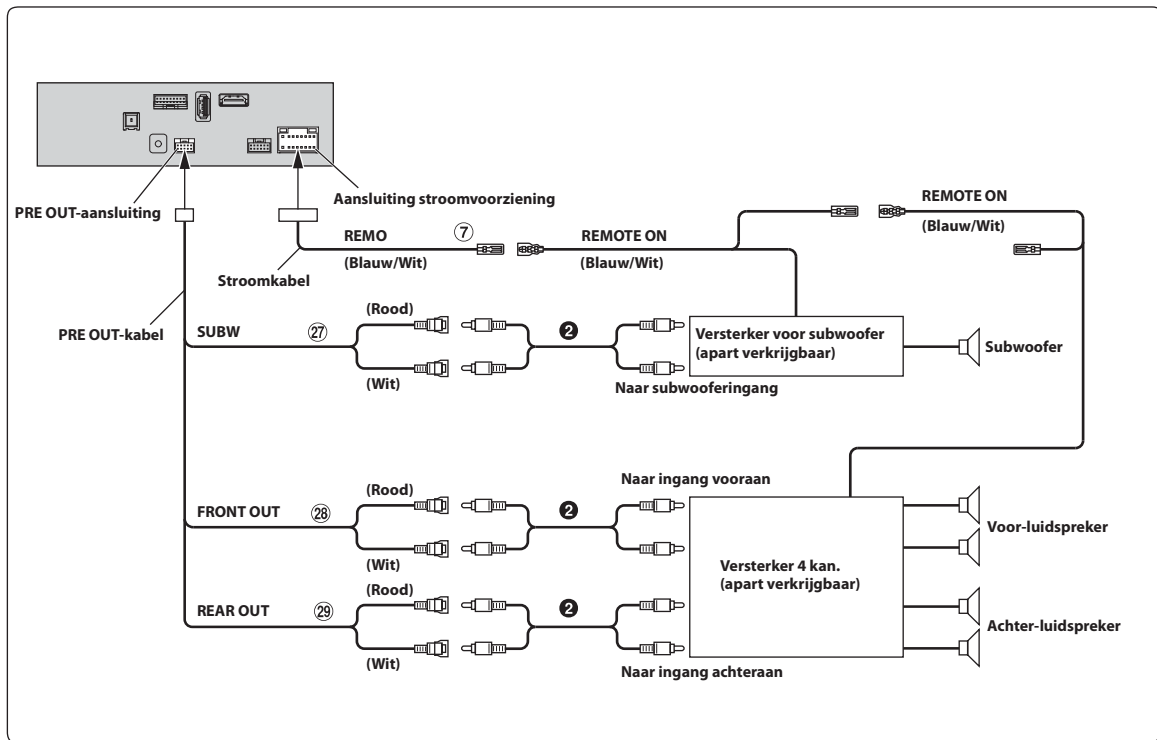 Aansluiting stroomvoorziening
PRE OUT-aansluiting
REMOTE ON
(Blauw/Wit)
REMO
⑦
REMOTE ON
(Blauw/Wit)
(Blauw/Wit)
Stroomkabel
PRE OUT-kabel
SUBW
㉗
(Rood)
(Wit)
❷
Versterker voor subwoofer
(apart verkrijgbaar)
Subwoofer
Naar subwooferingang
Naar ingang vooraan
FRONT OUT
㉘
(Rood)
(Wit)
❷
Voor-luidspreker
Versterker 4 kan.
(apart verkrijgbaar)
REAR OUT
㉙
(Rood)
(Wit)
❷
Achter-luidspreker
Naar ingang achteraan